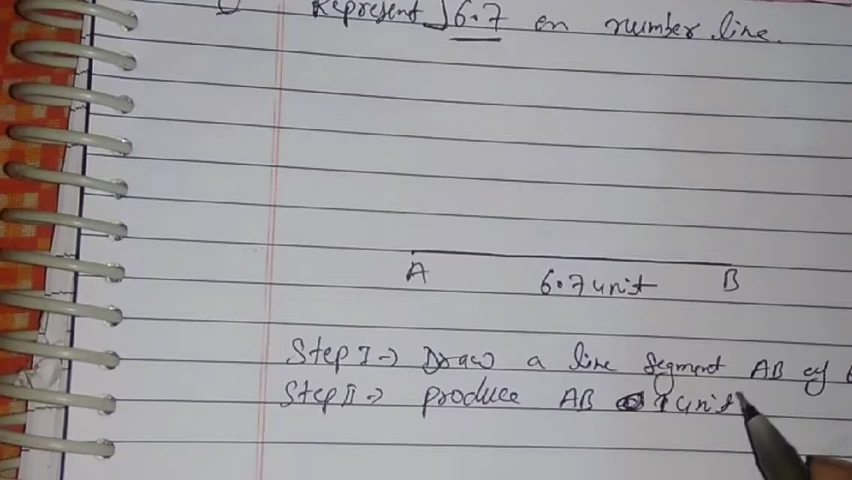 Represent √6.7 on number line.
A 6.7 unit B
Step I → Draw a line segment AB of
Step II → produce AB 1 unit